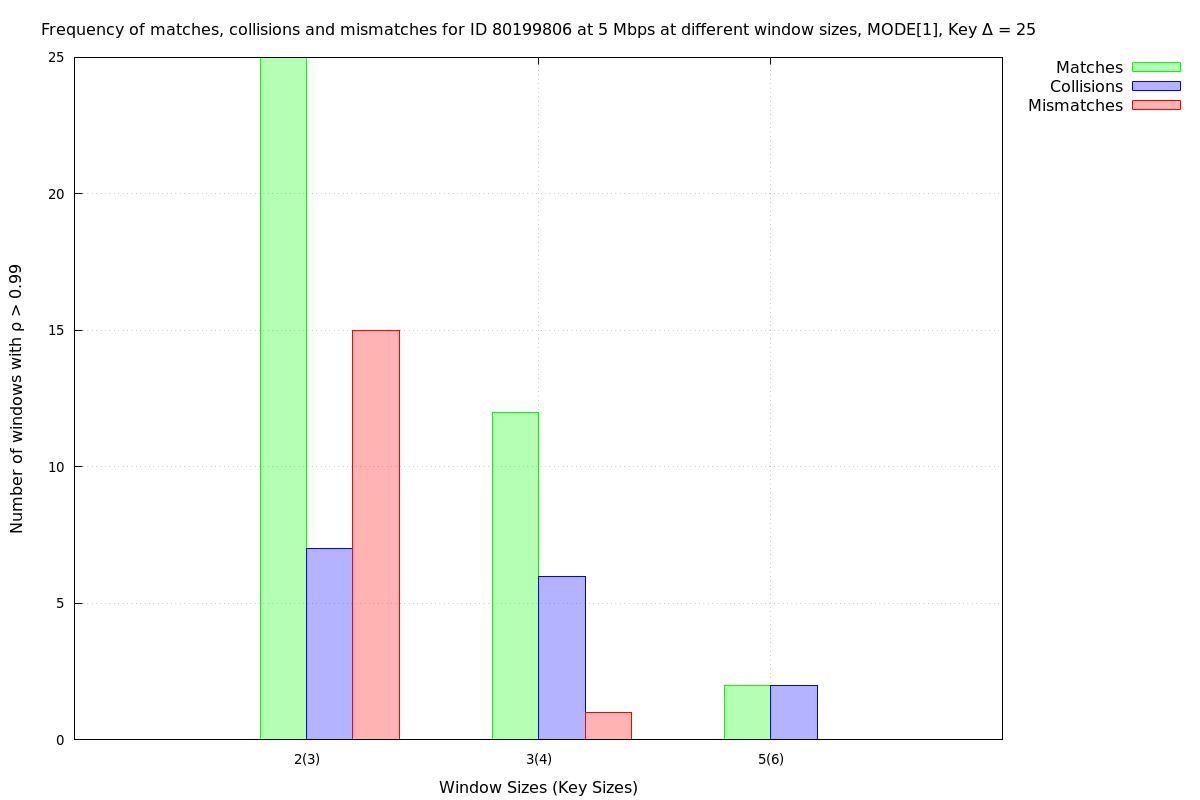 Frequency of matches, collisions and mismatches for ID 80199806 at 5 Mbps at different window sizes, MODE[1], Key Δ = 25
Matches
Collisions
Mismatches
Number of windows with ρ > 0.99
25
20
15
10
5
0
2(3)
3(4)
5(6)
Window Sizes (Key Sizes)